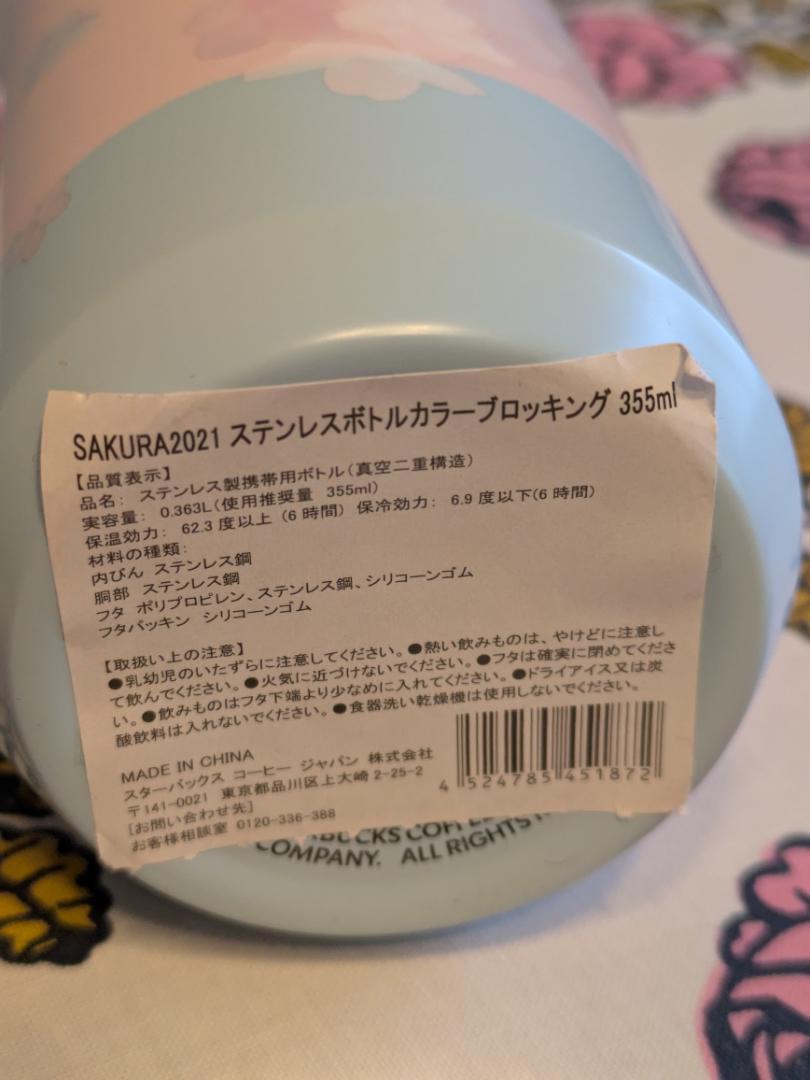 SAKURA2021 ステンレスボトルカラーブロッキング 355ml
【品質表示】
品名： ステンレス製携帯用ボトル（真空二重構造）
実容量： 0.363L（使用推奨量 355ml）
保温効力： 62.3 度以上（6 時間） 保冷効力： 6.9 度以下（6 時間）
材料の種類：
内びん ステンレス鋼
胴部 ステンレス鋼
フタ ポリプロピレン、ステンレス鋼、シリコーンゴム
フタパッキン シリコーンゴム
【取扱い上の注意】
●乳幼児のいたずらに注意してください。●熱い飲みものは、やけどに注意し
て飲んでください。●火気に近づけないでください。●フタは確実に閉めてくださ
い。●飲みものはフタ下端より少なめに入れてください。●ドライアイス又は炭
酸飲料は入れないでください。●食器洗い乾燥機は使用しないでください。
MADE IN CHINA
スターバックス コーヒー ジャパン 株式会社
〒141-0021 東京都品川区上大崎 2-25-2
[お問い合わせ先]
お客様相談室 0120-336-388
4 524785 451872
COMPANY. ALL RIGHTS